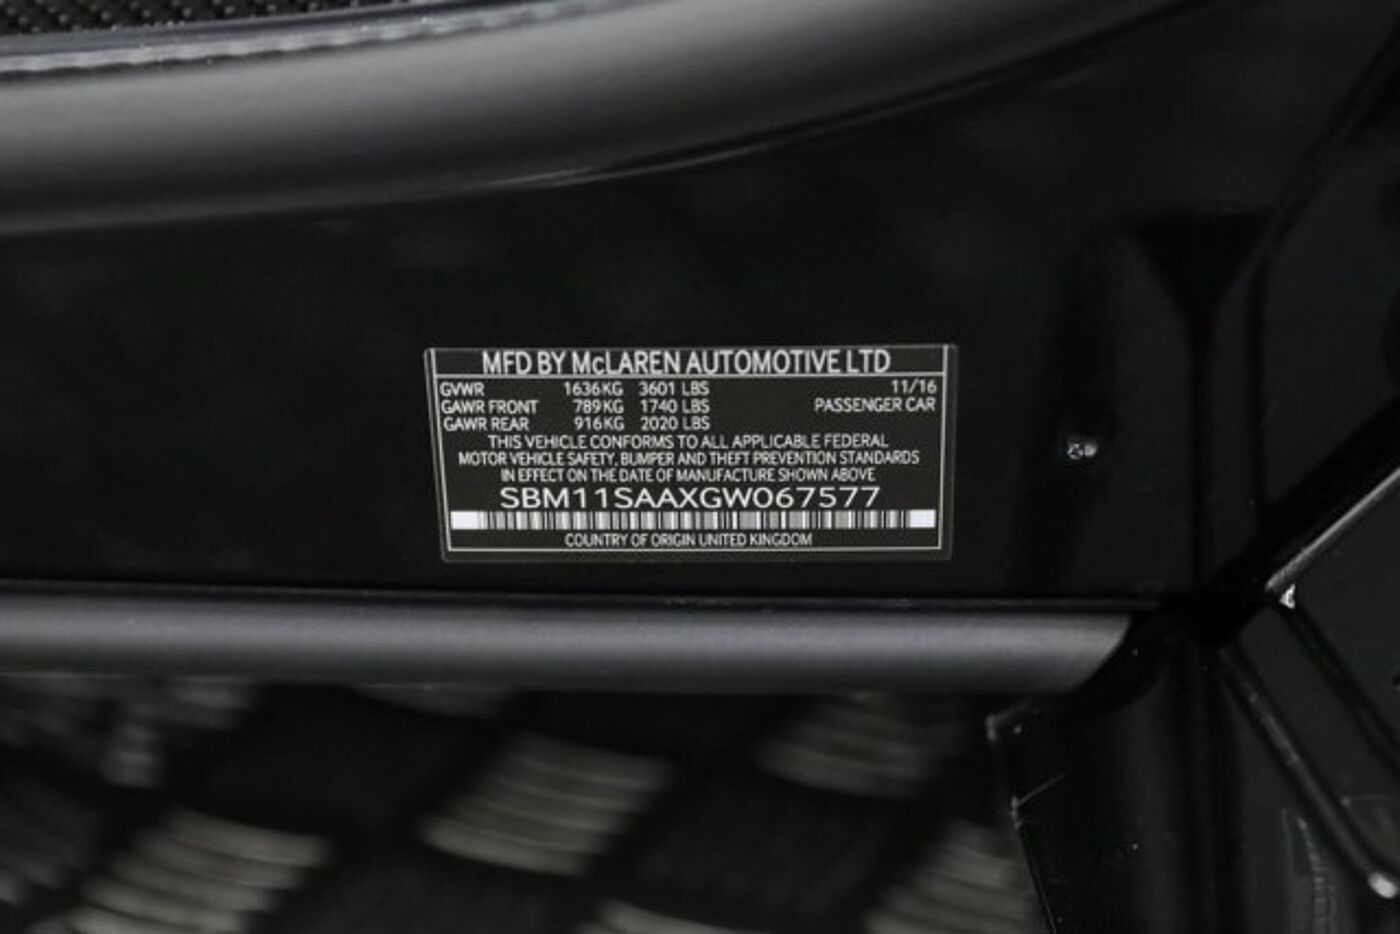 MFD BY McLAREN AUTOMOTIVE LTD
GVWR 1636KG 3601 LBS 11/16
GAWR FRONT 789KG 1740 LBS PASSENGER CAR
GAWR REAR 916KG 2020 LBS
THIS VEHICLE CONFORMS TO ALL APPLICABLE FEDERAL
MOTOR VEHICLE SAFETY, BUMPER AND THEFT PREVENTION STANDARDS
IN EFFECT ON THE DATE OF MANUFACTURE SHOWN ABOVE
SBM11SAAXGW067577
COUNTRY OF ORIGIN UNITED KINGDOM